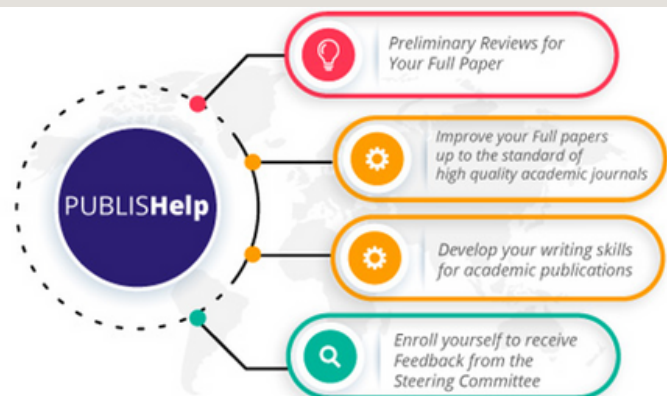 Preliminary Reviews for
Your Full Paper
PUBLISHelp
Improve your Full papers
up to the standard of
high quality academic journals
Develop your writing skills
for academic publications
Enroll yourself to receive
Feedback from the
Steering Committee